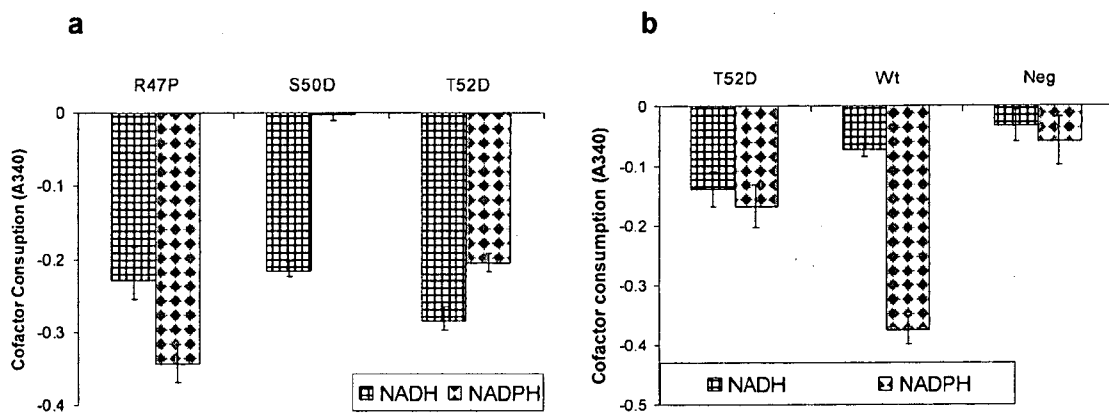 a
R47P S50D T52D
0
-0.1
-0.2
-0.3
-0.4
Cofactor Consuption (A340)
NADH NADPH
b
T52D Wt Neg
0
-0.1
-0.2
-0.3
-0.4
-0.5
Cofactor consumption (A340)
NADH NADPH